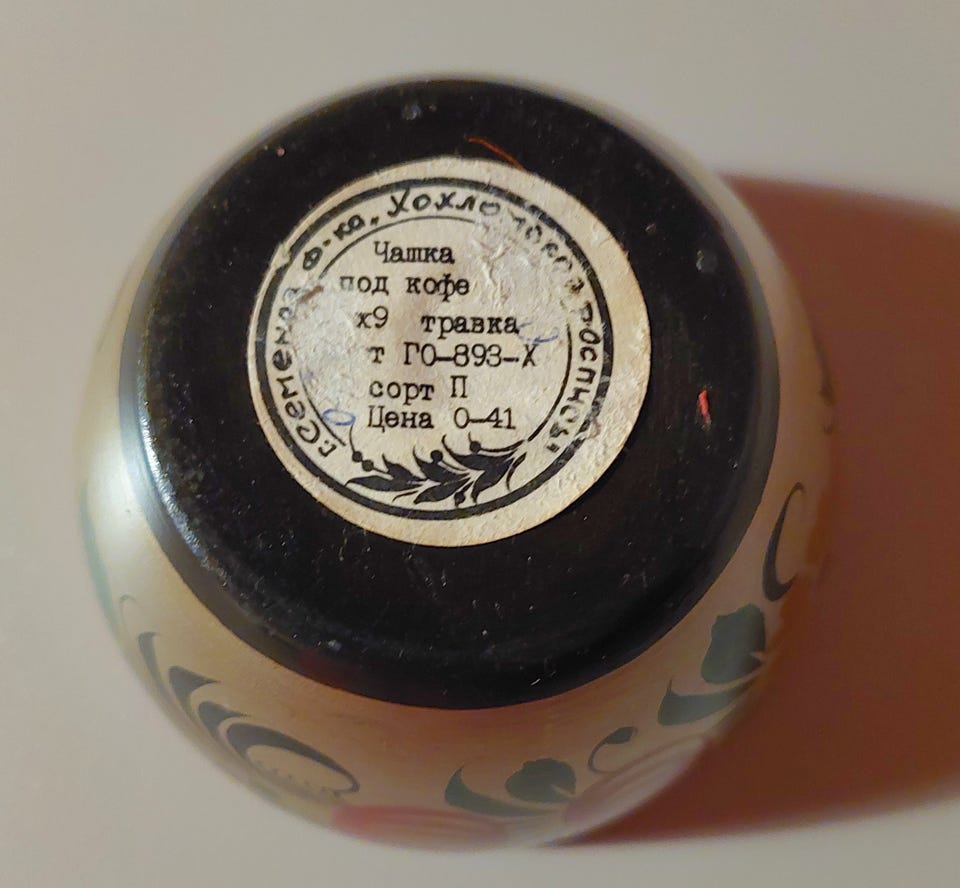 г. Семенов ф-ка „Хохломская роспись"
Чашка
под кофе
х9 травка
т ГО-893-Х
сорт П
Цена 0-41